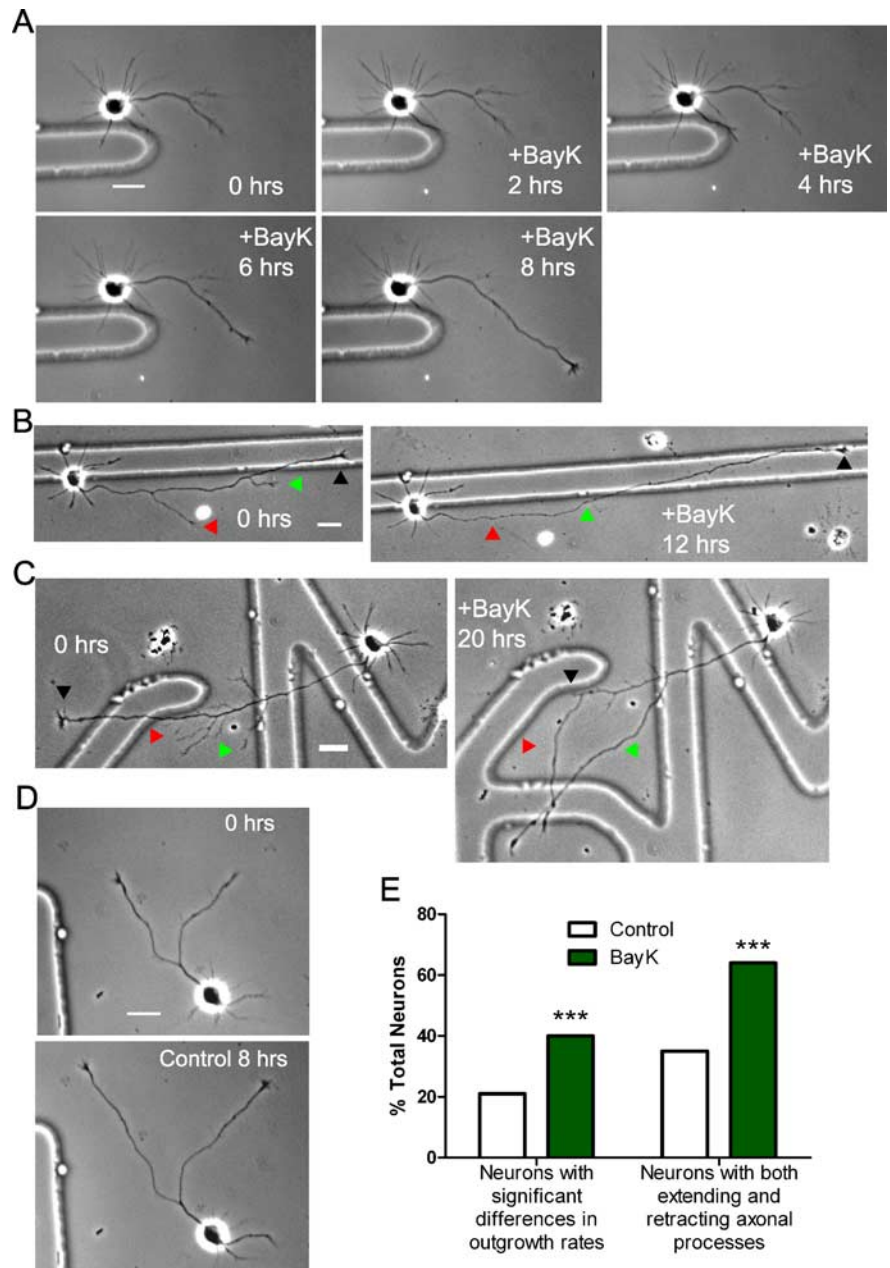 A
0 hrs
+BayK
2 hrs
+BayK
4 hrs
+BayK
6 hrs
+BayK
8 hrs
B
0 hrs
+BayK
12 hrs
C
0 hrs
+BayK
20 hrs
D
0 hrs
Control 8 hrs
E
80
60
40
20
0
% Total Neurons
Control
BayK
***
***
Neurons with
significant
differences in
outgrowth rates
Neurons with both
extending and
retracting axonal
processes